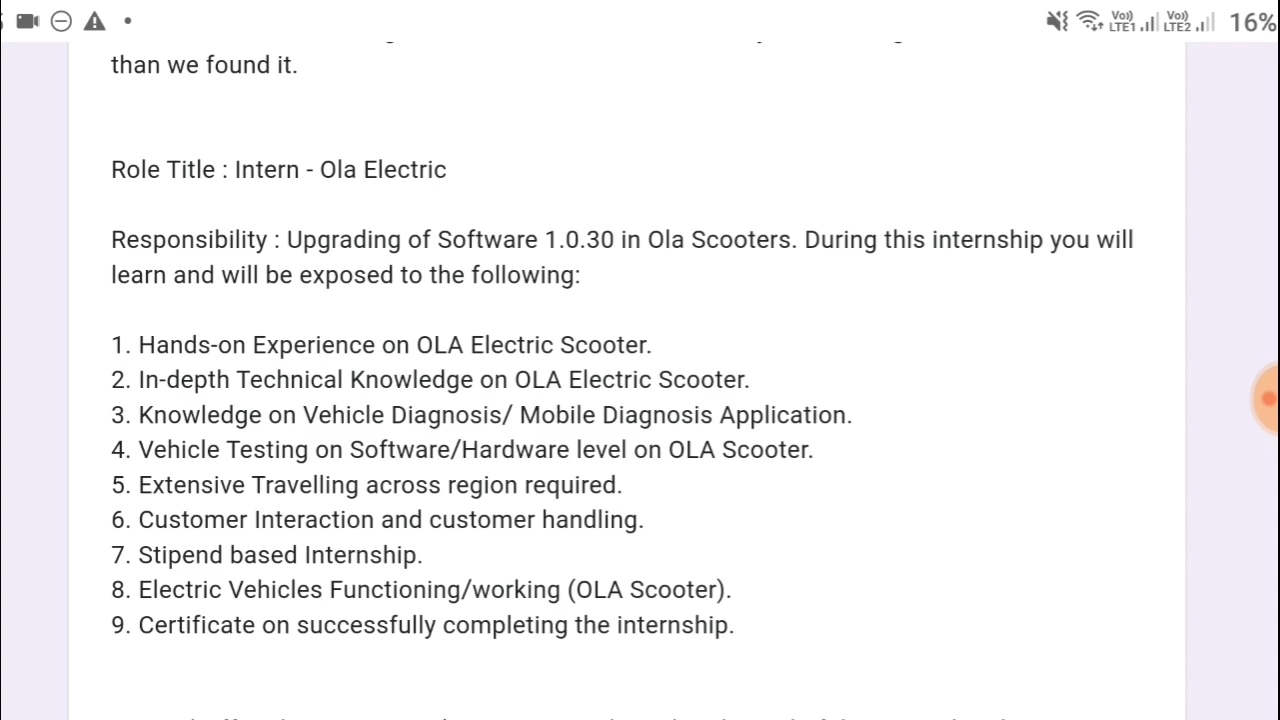 Vo)) Vo)) 16%
LTE1 LTE2
than we found it.
Role Title : Intern - Ola Electric
Responsibility : Upgrading of Software 1.0.30 in Ola Scooters. During this internship you will
learn and will be exposed to the following:
1. Hands-on Experience on OLA Electric Scooter.
2. In-depth Technical Knowledge on OLA Electric Scooter.
3. Knowledge on Vehicle Diagnosis/ Mobile Diagnosis Application.
4. Vehicle Testing on Software/Hardware level on OLA Scooter.
5. Extensive Travelling across region required.
6. Customer Interaction and customer handling.
7. Stipend based Internship.
8. Electric Vehicles Functioning/working (OLA Scooter).
9. Certificate on successfully completing the internship.